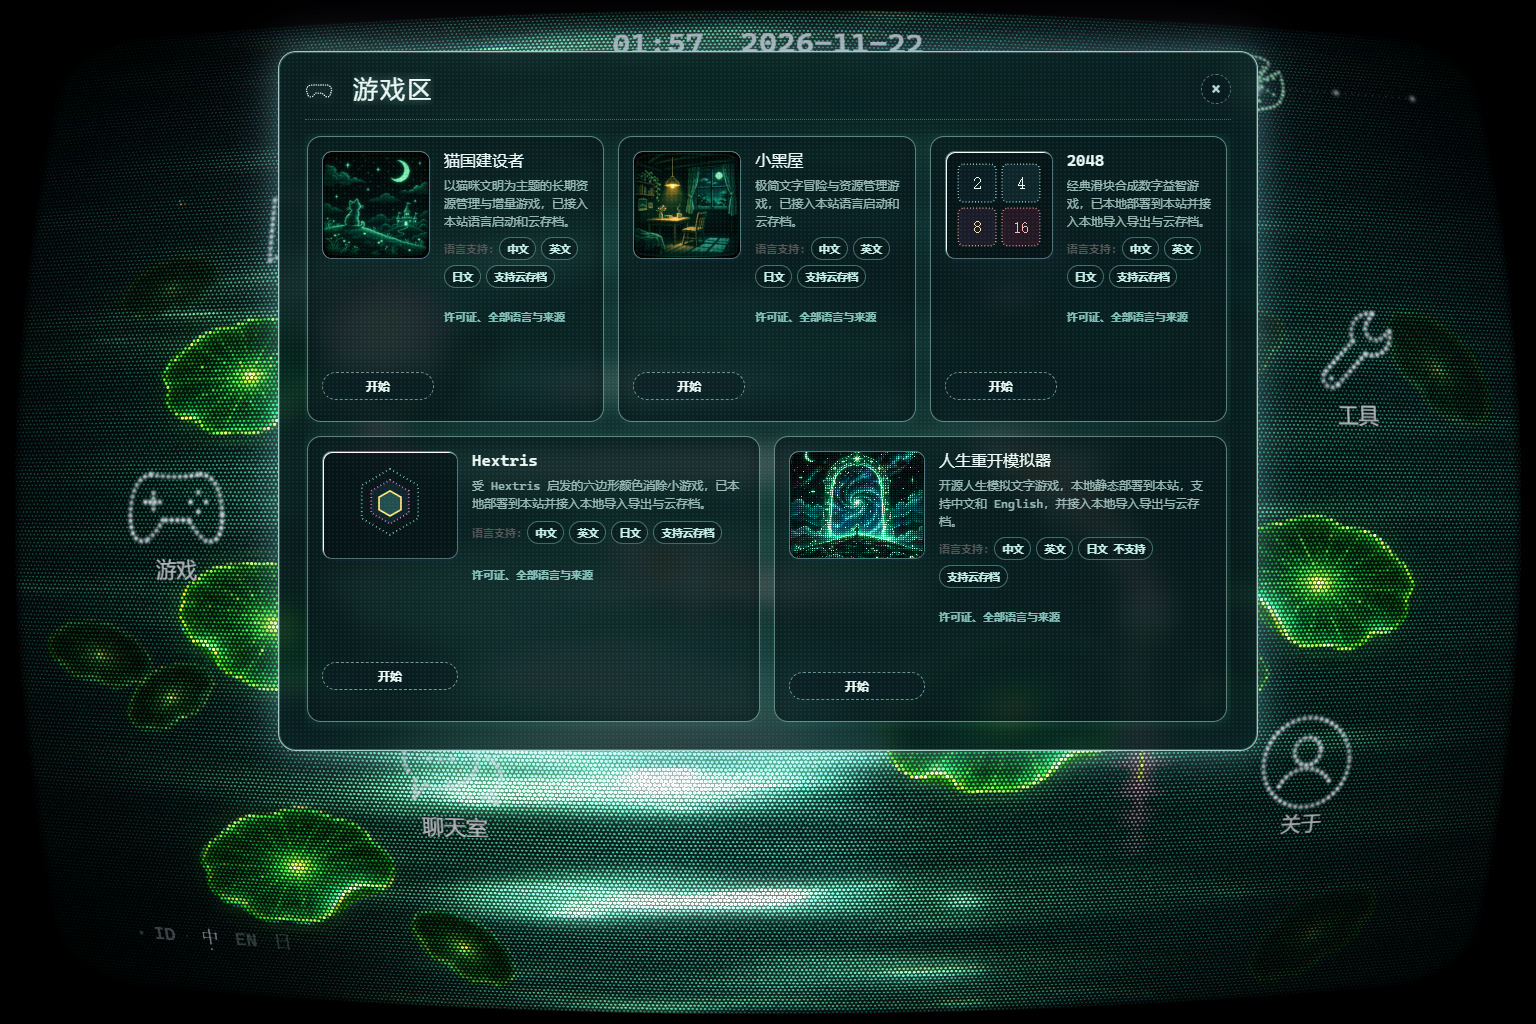 01:57 2026-11-22
游戏区
×
猫国建设者
以猫咪文明为主题的长期资
源管理与增量游戏，已接入
本站语言启动和云存档。
语言支持： 中文 英文
日文 支持云存档
许可证、全部语言与来源
开始
小黑屋
极简文字冒险与资源管理游
戏，已接入本站语言启动和
云存档。
语言支持： 中文 英文
日文 支持云存档
许可证、全部语言与来源
开始
2 4
8 16
2048
经典滑块合成数字益智游
戏，已本地部署到本站并接
入本地导入导出与云存档。
语言支持： 中文 英文
日文 支持云存档
许可证、全部语言与来源
开始
Hextris
受 Hextris 启发的六边形颜色消除小游戏，已本
地部署到本站并接入本地导入导出与云存档。
语言支持： 中文 英文 日文 支持云存档
许可证、全部语言与来源
开始
人生重开模拟器
开源人生模拟文字游戏，本地静态部署到本站，支
持中文和 English，并接入本地导入导出与云存
档。
语言支持： 中文 英文 日文 不支持
支持云存档
许可证、全部语言与来源
开始
工具
游戏
聊天室
关于
· ID 中 EN 日